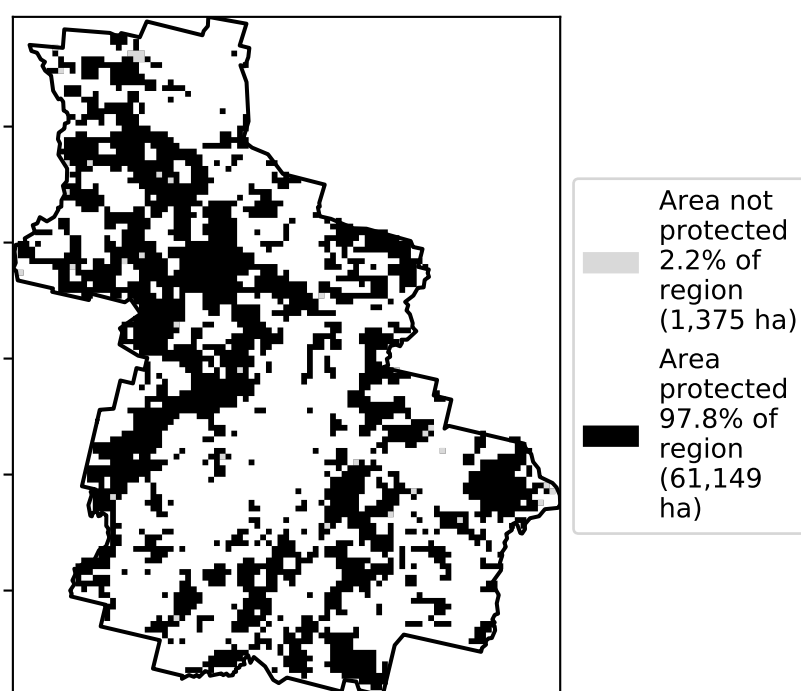 Area not
protected
2.2% of
region
(1,375 ha)
Area
protected
97.8% of
region
(61,149
ha)